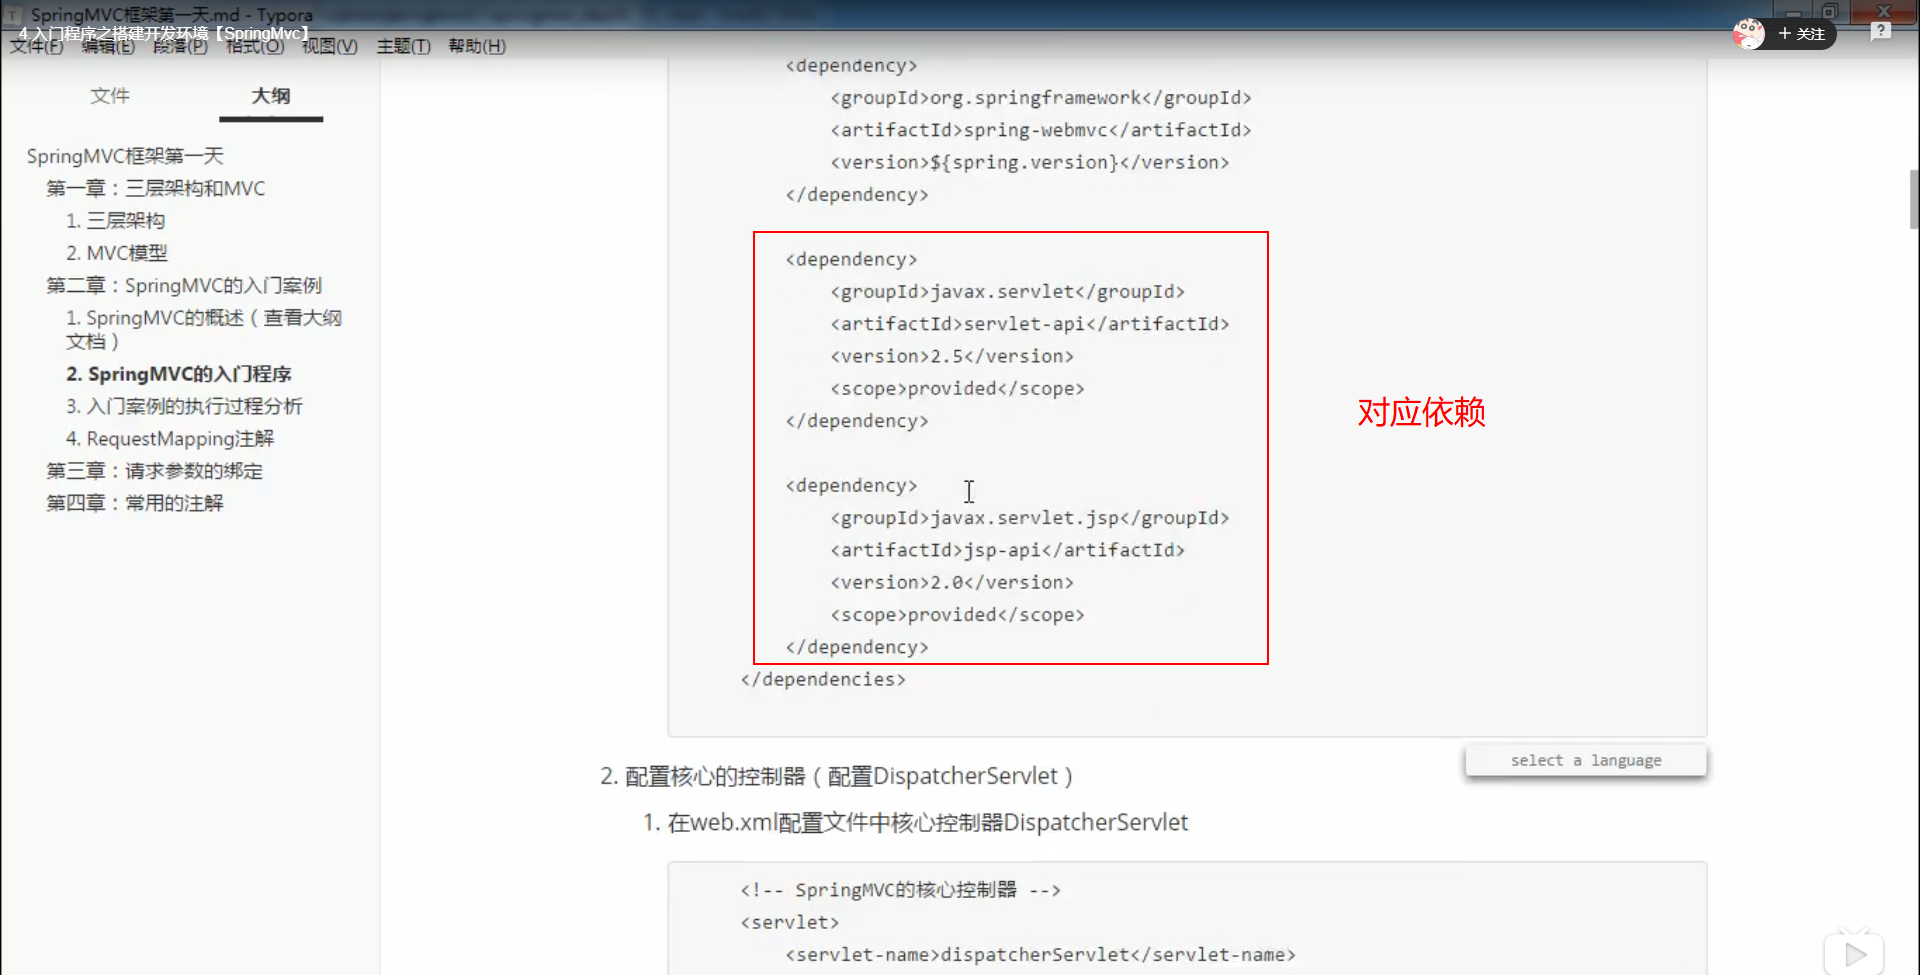 SpringMVC框架第一天.md - Typora
4.入门程序之搭建开发环境【SpringMvc】
+ 关注
?
文件(F) 编辑(E) 段落(P) 格式(O) 视图(V) 主题(T) 帮助(H)
文件
大纲
SpringMVC框架第一天
第一章：三层架构和MVC
1. 三层架构
2. MVC模型
第二章：SpringMVC的入门案例
1. SpringMVC的概述（查看大纲
文档）
2. SpringMVC的入门程序
3. 入门案例的执行过程分析
4. RequestMapping注解
第三章：请求参数的绑定
第四章：常用的注解
<dependency>
<groupId>org.springframework</groupId>
<artifactId>spring-webmvc</artifactId>
<version>${spring.version}</version>
</dependency>
<dependency>
<groupId>javax.servlet</groupId>
<artifactId>servlet-api</artifactId>
<version>2.5</version>
<scope>provided</scope>
</dependency>
对应依赖
<dependency>
<groupId>javax.servlet.jsp</groupId>
<artifactId>jsp-api</artifactId>
<version>2.0</version>
<scope>provided</scope>
</dependency>
</dependencies>
select a language
2. 配置核心的控制器（配置DispatcherServlet）
1. 在web.xml配置文件中核心控制器DispatcherServlet
<!-- SpringMVC的核心控制器 -->
<servlet>
<servlet-name>dispatcherServlet</servlet-name>